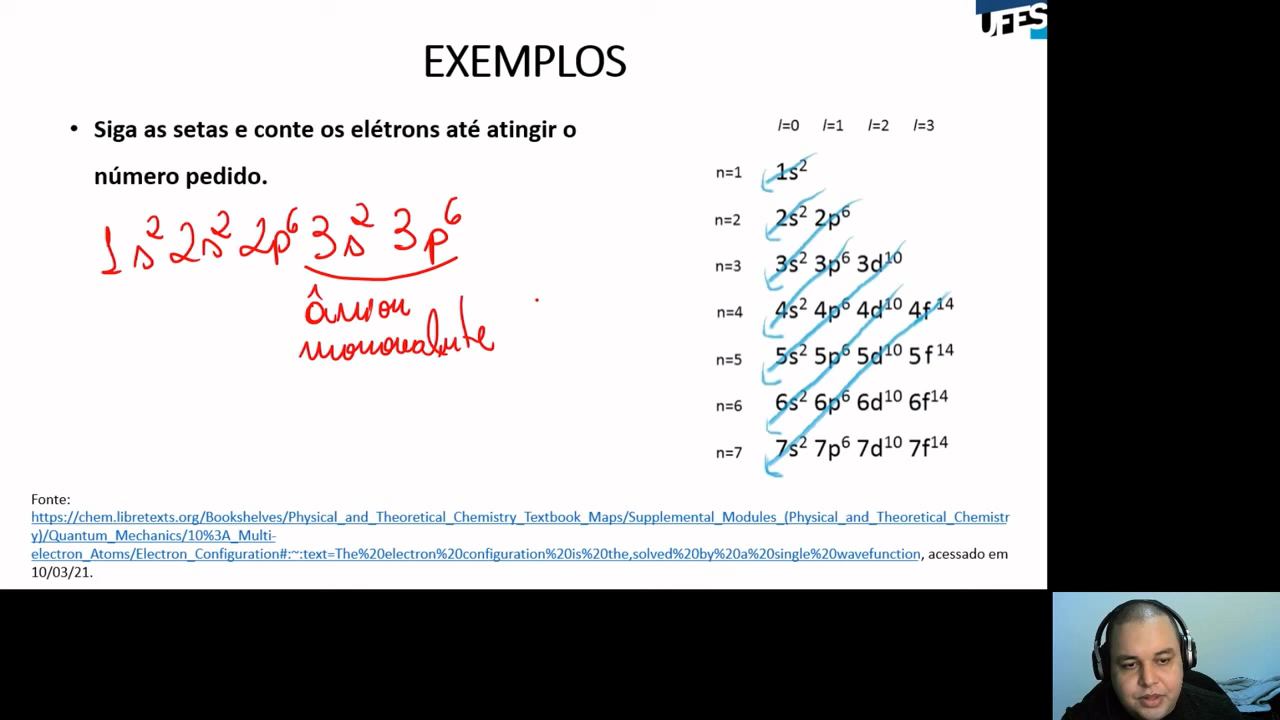 UFES
EXEMPLOS
• Siga as setas e conte os elétrons até atingir o
número pedido.
1s² 2s² 2p⁶ 3s² 3p⁶
ânion
monovalente
l=0 l=1 l=2 l=3
n=1 1s²
n=2 2s² 2p⁶
n=3 3s² 3p⁶ 3d¹⁰
n=4 4s² 4p⁶ 4d¹⁰ 4f¹⁴
n=5 5s² 5p⁶ 5d¹⁰ 5f¹⁴
n=6 6s² 6p⁶ 6d¹⁰ 6f¹⁴
n=7 7s² 7p⁶ 7d¹⁰ 7f¹⁴
Fonte:
https://chem.libretexts.org/Bookshelves/Physical_and_Theoretical_Chemistry_Textbook_Maps/Supplemental_Modules_(Physical_and_Theoretical_Chemistr
y)/Quantum_Mechanics/10%3A_Multi-
electron_Atoms/Electron_Configuration#:~:text=The%20electron%20configuration%20is%20the,solved%20by%20a%20single%20wavefunction, acessado em
10/03/21.